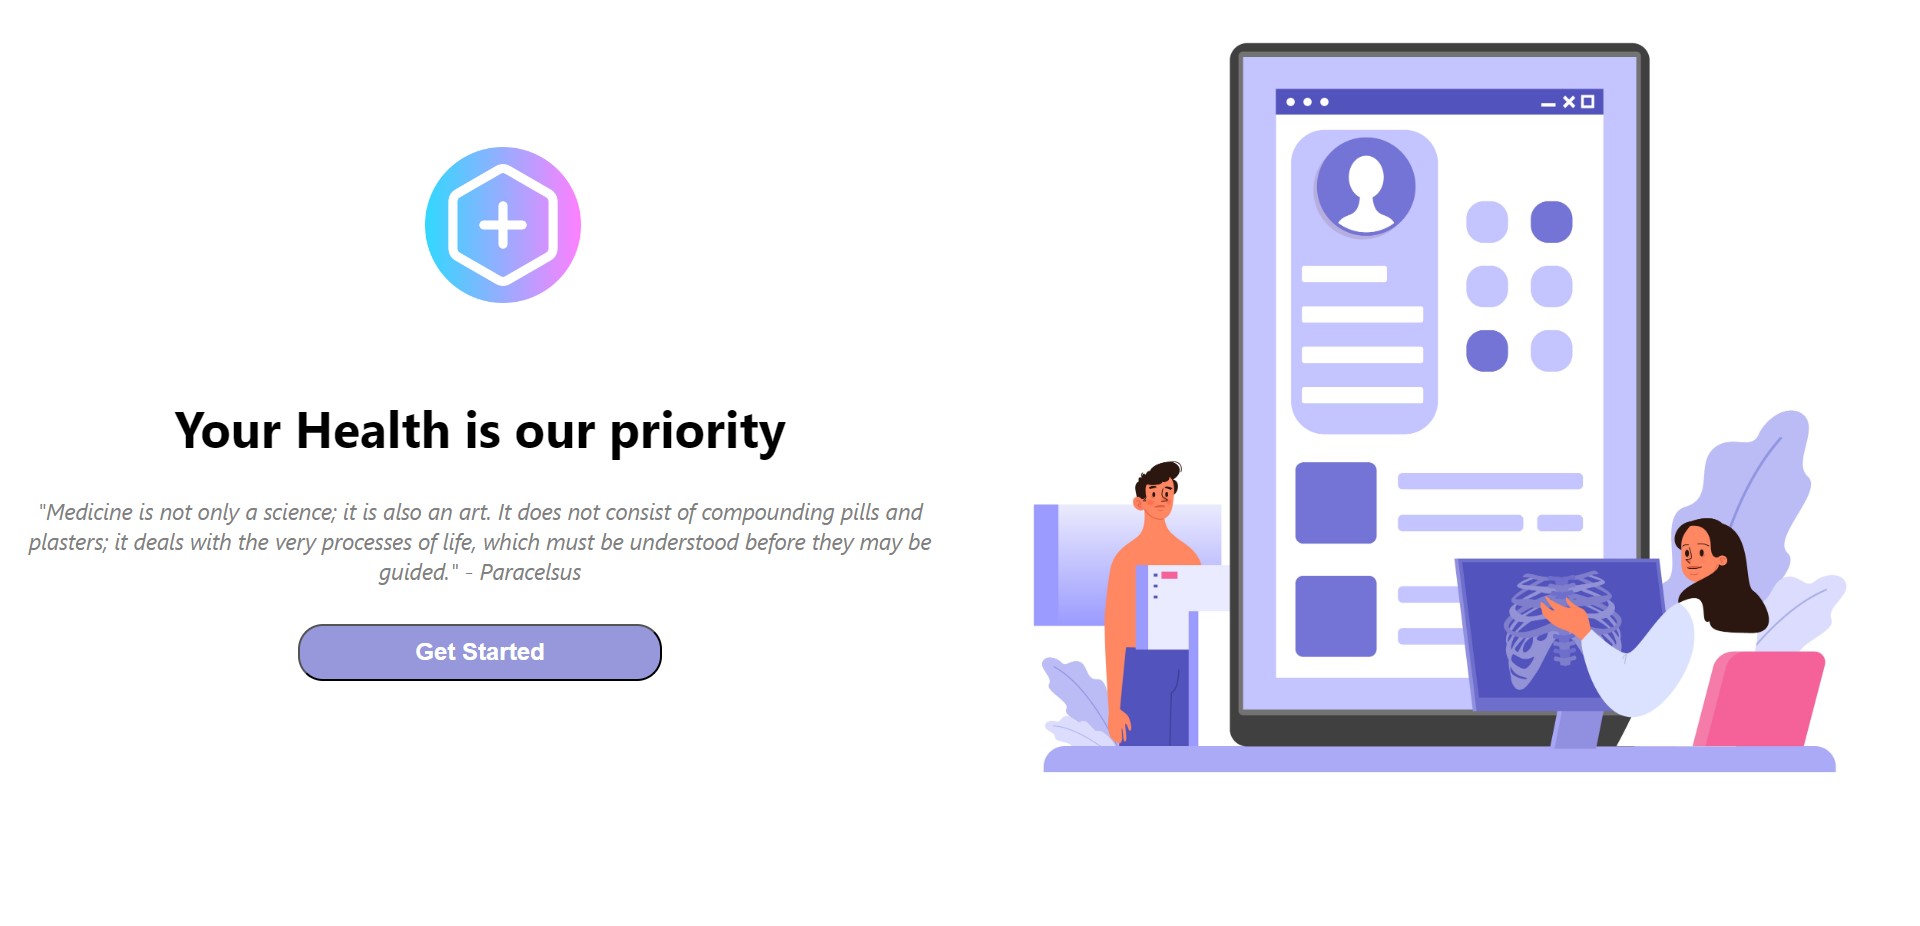 Your Health is our priority
"Medicine is not only a science; it is also an art. It does not consist of compounding pills and
plasters; it deals with the very processes of life, which must be understood before they may be
guided." - Paracelsus
Get Started